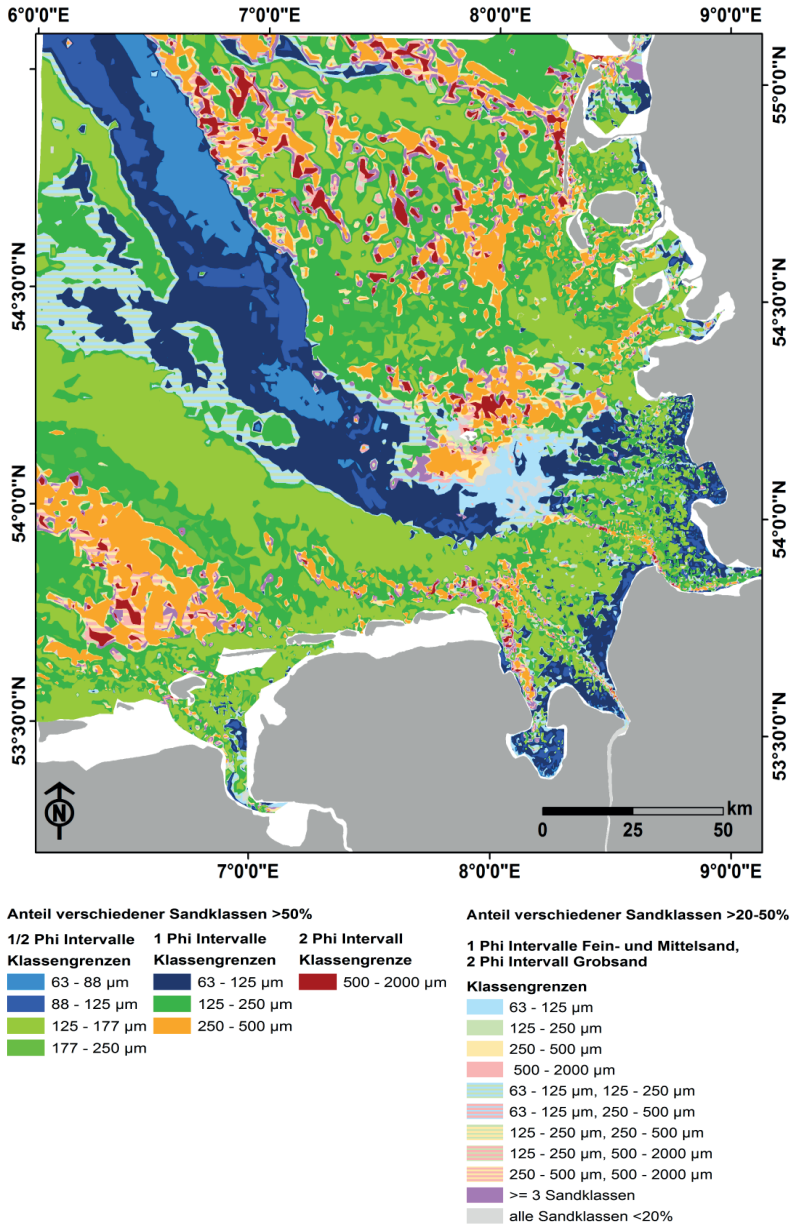 6°0'0"E
7°0'0"E
8°0'0"E
9°0'0"E
55°0'0"N
54°30'0"N
54°30'0"N
54°0'0"N
54°0'0"N
53°30'0"N
53°30'0"N
N
km
0
25
50
7°0'0"E
8°0'0"E
9°0'0"E
Anteil verschiedener Sandklassen >50%
1/2 Phi Intervalle
Klassengrenzen
63 - 88 µm
88 - 125 µm
125 - 177 µm
177 - 250 µm
1 Phi Intervalle
Klassengrenzen
63 - 125 µm
125 - 250 µm
250 - 500 µm
2 Phi Intervall
Klassengrenze
500 - 2000 µm
Anteil verschiedener Sandklassen >20-50%
1 Phi Intervalle Fein- und Mittelsand,
2 Phi Intervall Grobsand
Klassengrenzen
63 - 125 µm
125 - 250 µm
250 - 500 µm
500 - 2000 µm
63 - 125 µm, 125 - 250 µm
63 - 125 µm, 250 - 500 µm
125 - 250 µm, 250 - 500 µm
125 - 250 µm, 500 - 2000 µm
250 - 500 µm, 500 - 2000 µm
>= 3 Sandklassen
alle Sandklassen <20%